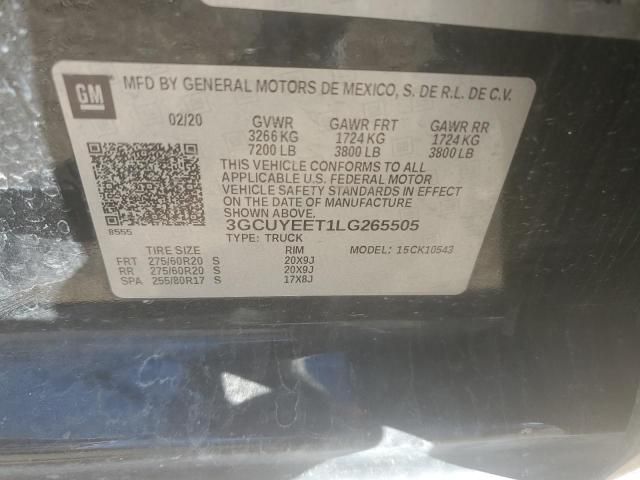 GM
MFD BY GENERAL MOTORS DE MEXICO, S. DE R.L. DE C.V.
02/20 GVWR GAWR FRT GAWR RR
3266 KG 1724 KG 1724 KG
7200 LB 3800 LB 3800 LB
THIS VEHICLE CONFORMS TO ALL
APPLICABLE U.S. FEDERAL MOTOR
VEHICLE SAFETY STANDARDS IN EFFECT
ON THE DATE OF MANUFACTURE
SHOWN ABOVE.
8555 3GCUYEET1LG265505
TYPE: TRUCK MODEL: 15CK10543
TIRE SIZE RIM
FRT 275/60R20 S 20X9J
RR 275/60R20 S 20X9J
SPA 255/80R17 S 17X8J